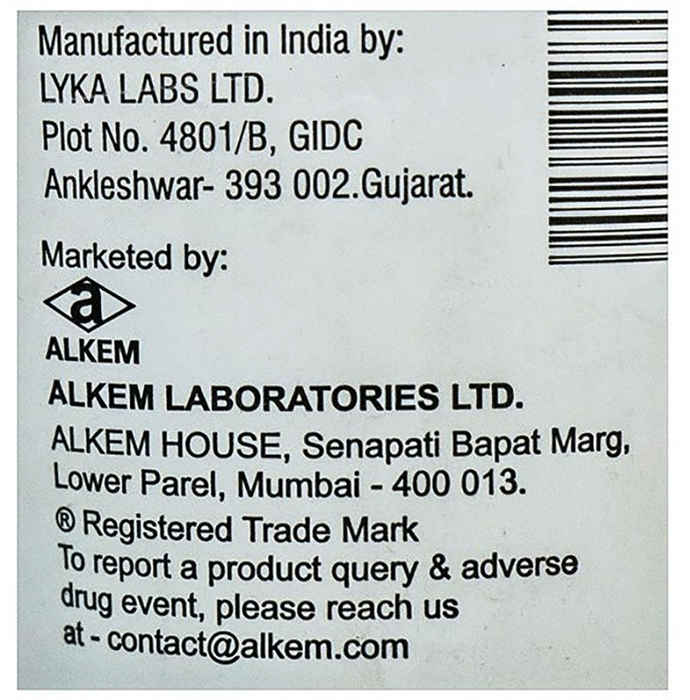 Manufactured in India by:
LYKA LABS LTD.
Plot No. 4801/B, GIDC
Ankleshwar- 393 002.Gujarat.
Marketed by:
a
ALKEM
ALKEM LABORATORIES LTD.
ALKEM HOUSE, Senapati Bapat Marg,
Lower Parel, Mumbai - 400 013.
® Registered Trade Mark
To report a product query & adverse
drug event, please reach us
at - contact@alkem.com